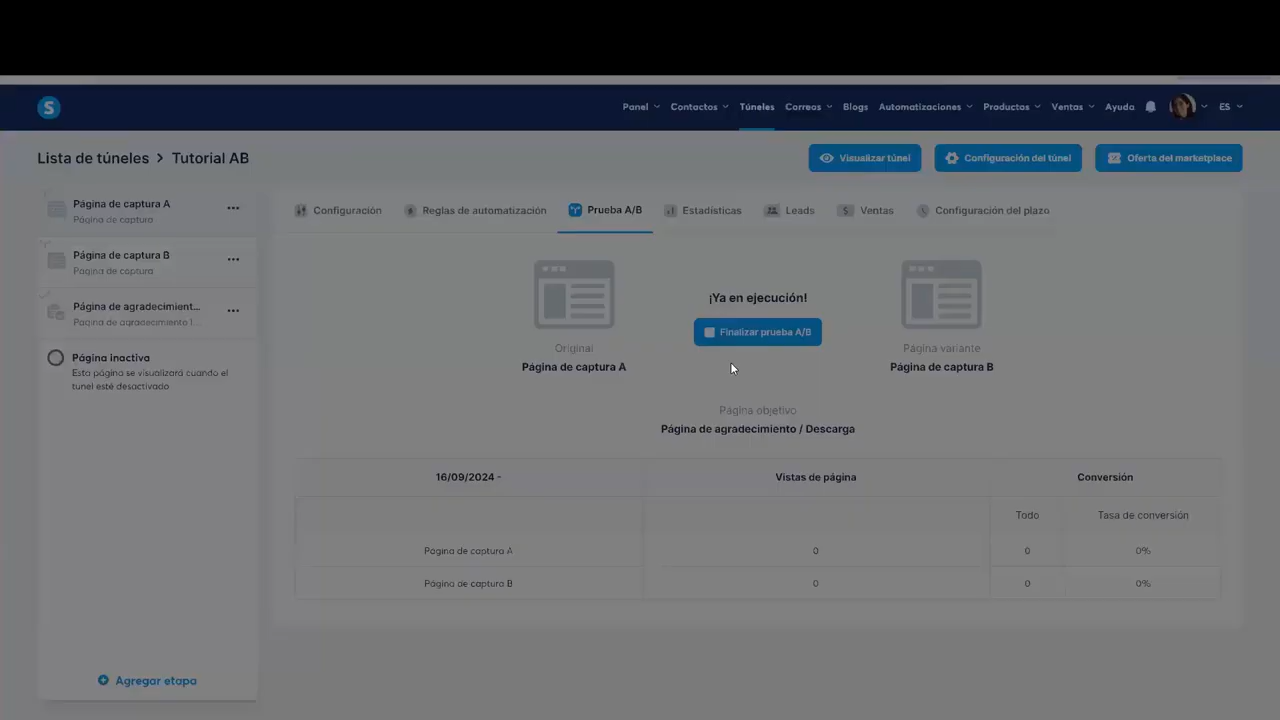 S
Panel
Contactos
Túneles
Correos
Blogs
Automatizaciones
Productos
Ventas
Ayuda
ES
Lista de túneles > Tutorial AB
Visualizar túnel
Configuración del túnel
Oferta del marketplace
Página de captura A
Página de captura
Página de captura B
Página de captura
Página de agradecimient...
Página de agradecimiento I...
Página inactiva
Esta página se visualizará cuando el
tunel esté desactivado
Agregar etapa
Configuración
Reglas de automatización
Prueba A/B
Estadísticas
Leads
Ventas
Configuración del plazo
¡Ya en ejecución!
Finalizar prueba A/B
Original
Página de captura A
Página variante
Página de captura B
Página objetivo
Página de agradecimiento / Descarga
16/09/2024 -
Vistas de página
Conversión
Todo
Tasa de conversión
Página de captura A
0
0
0%
Página de captura B
0
0
0%